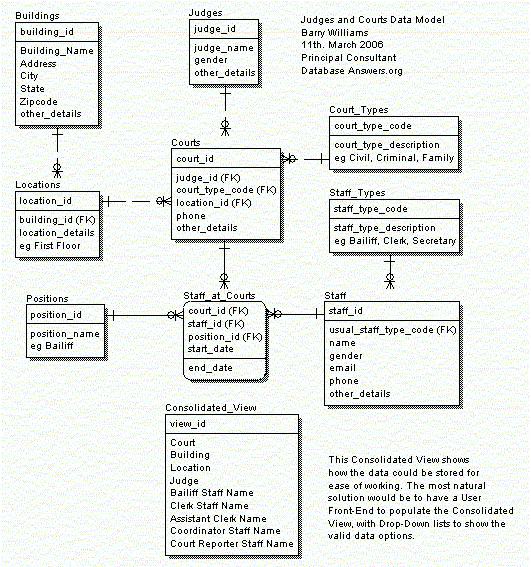 Buildings
building_id
Building_Name
Address
City
State
Zipcode
other_details
Judges
judge_id
judge_name
gender
other_details
Judges and Courts Data Model
Barry Williams
11th. March 2006
Principal Consultant
Database Answers.org
Court_Types
court_type_code
court_type_description
eg Civil, Criminal, Family
Courts
court_id
judge_id (FK)
court_type_code (FK)
location_id (FK)
phone
other_details
Locations
location_id
building_id (FK)
location_details
eg First Floor
Staff_Types
staff_type_code
staff_type_description
eg Bailiff, Clerk, Secretary
Positions
position_id
position_name
eg Bailiff
Staff_at_Courts
court_id (FK)
staff_id (FK)
position_id (FK)
start_date
end_date
Staff
staff_id
usual_staff_type_code (FK)
name
gender
email
phone
other_details
Consolidated_View
view_id
Court
Building
Location
Judge
Bailiff Staff Name
Clerk Staff Name
Assistant Clerk Name
Coordinator Staff Name
Court Reporter Staff Name
This Consolidated View shows
how the data could be stored for
ease of working. The most natural
solution would be to have a User
Front-End to populate the Consolidated
View, with Drop-Down lists to show the
valid data options.